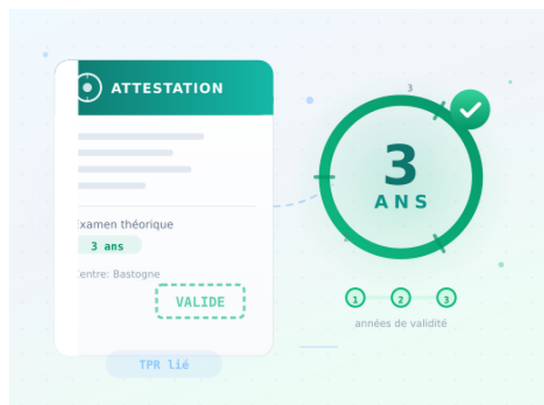 ATTESTATION
Examen théorique
3 ans
Centre: Bastogne
VALIDE
TPR lié
3
3
ANS
1 2 3
années de validité